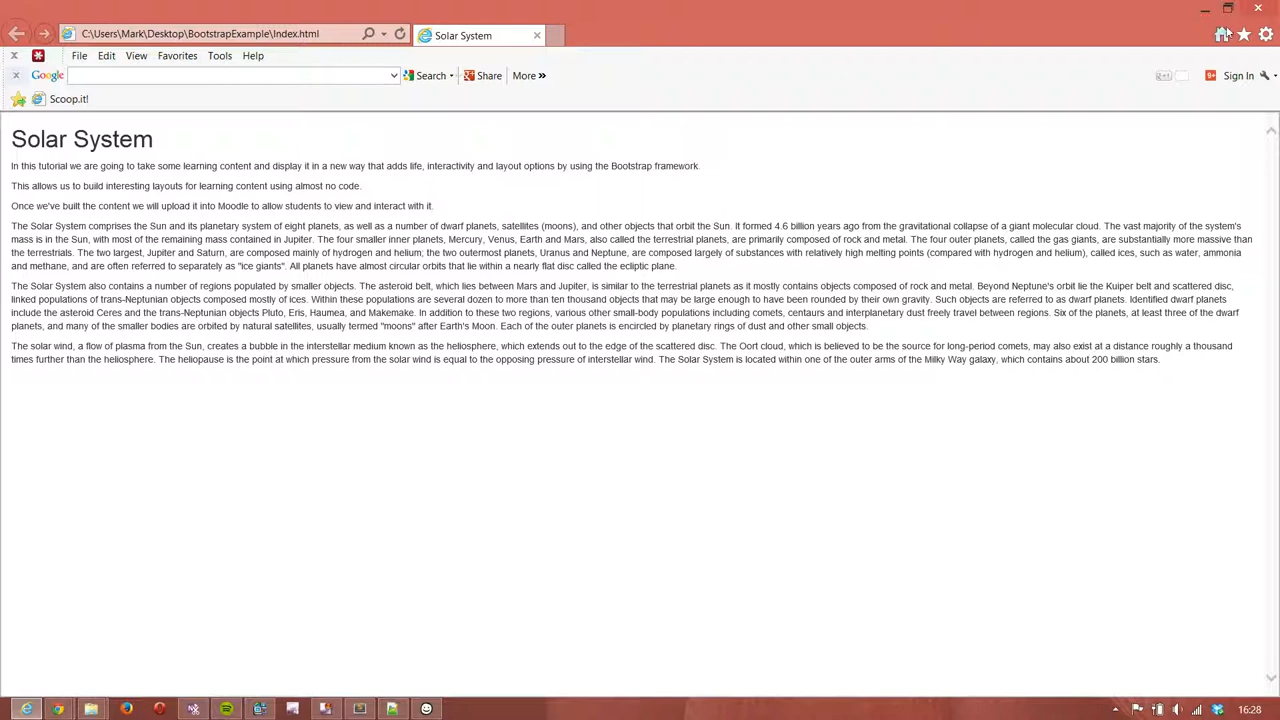 C:\Users\Mark\Desktop\BootstrapExample\Index.html
Solar System
File Edit View Favorites Tools Help
Google Search Share More » Sign In
Scoop.it!
Solar System
In this tutorial we are going to take some learning content and display it in a new way that adds life, interactivity and layout options by using the Bootstrap framework.
This allows us to build interesting layouts for learning content using almost no code.
Once we've built the content we will upload it into Moodle to allow students to view and interact with it.
The Solar System comprises the Sun and its planetary system of eight planets, as well as a number of dwarf planets, satellites (moons), and other objects that orbit the Sun. It formed 4.6 billion years ago from the gravitational collapse of a giant molecular cloud. The vast majority of the system's
mass is in the Sun, with most of the remaining mass contained in Jupiter. The four smaller inner planets, Mercury, Venus, Earth and Mars, also called the terrestrial planets, are primarily composed of rock and metal. The four outer planets, called the gas giants, are substantially more massive than
the terrestrials. The two largest, Jupiter and Saturn, are composed mainly of hydrogen and helium; the two outermost planets, Uranus and Neptune, are composed largely of substances with relatively high melting points (compared with hydrogen and helium), called ices, such as water, ammonia
and methane, and are often referred to separately as "ice giants". All planets have almost circular orbits that lie within a nearly flat disc called the ecliptic plane.
The Solar System also contains a number of regions populated by smaller objects. The asteroid belt, which lies between Mars and Jupiter, is similar to the terrestrial planets as it mostly contains objects composed of rock and metal. Beyond Neptune's orbit lie the Kuiper belt and scattered disc,
linked populations of trans-Neptunian objects composed mostly of ices. Within these populations are several dozen to more than ten thousand objects that may be large enough to have been rounded by their own gravity. Such objects are referred to as dwarf planets. Identified dwarf planets
include the asteroid Ceres and the trans-Neptunian objects Pluto, Eris, Haumea, and Makemake. In addition to these two regions, various other small-body populations including comets, centaurs and interplanetary dust freely travel between regions. Six of the planets, at least three of the dwarf
planets, and many of the smaller bodies are orbited by natural satellites, usually termed "moons" after Earth's Moon. Each of the outer planets is encircled by planetary rings of dust and other small objects.
The solar wind, a flow of plasma from the Sun, creates a bubble in the interstellar medium known as the heliosphere, which extends out to the edge of the scattered disc. The Oort cloud, which is believed to be the source for long-period comets, may also exist at a distance roughly a thousand
times further than the heliosphere. The heliopause is the point at which pressure from the solar wind is equal to the opposing pressure of interstellar wind. The Solar System is located within one of the outer arms of the Milky Way galaxy, which contains about 200 billion stars.
16:28